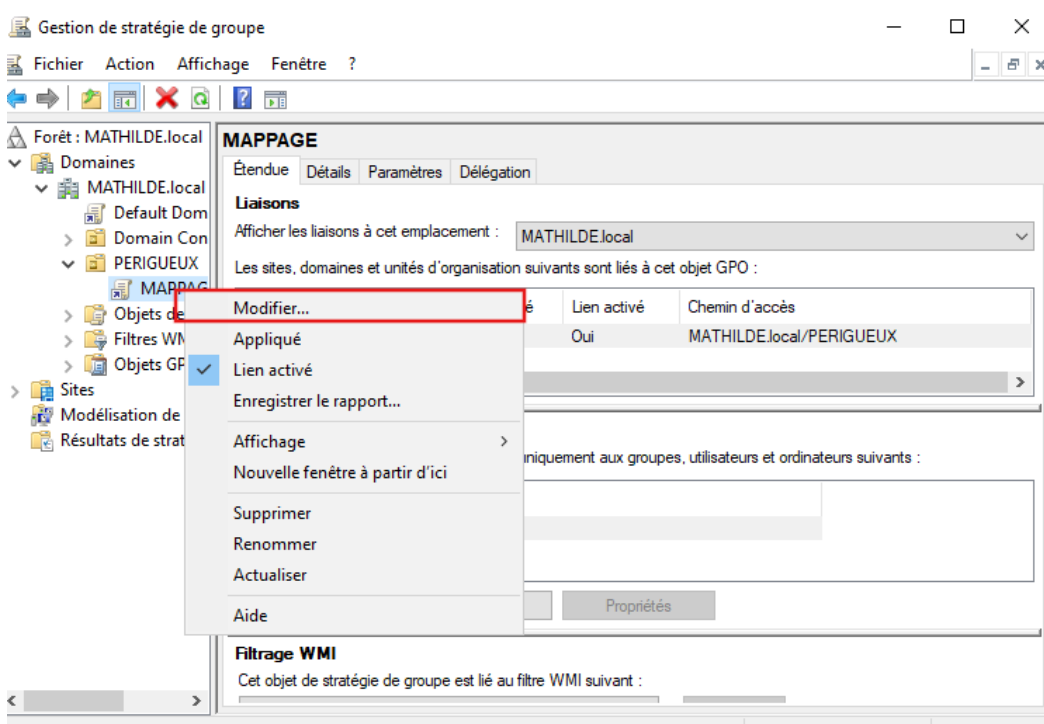 Gestion de stratégie de groupe
Fichier Action Affichage Fenêtre ?
Forêt : MATHILDE.local
Domaines
MATHILDE.local
Default Dom
Domain Con
PERIGUEUX
MAPPAG
Objets de
Filtres WM
Objets GP
Sites
Modélisation de
Résultats de strat
MAPPAGE
Étendue Détails Paramètres Délégation
Liaisons
Afficher les liaisons à cet emplacement : MATHILDE.local
Les sites, domaines et unités d'organisation suivants sont liés à cet objet GPO :
é Lien activé Chemin d'accès
Oui MATHILDE.local/PERIGUEUX
Modifier...
Appliqué
Lien activé
Enregistrer le rapport...
Affichage
Nouvelle fenêtre à partir d'ici
Supprimer
Renommer
Actualiser
Aide
niquement aux groupes, utilisateurs et ordinateurs suivants :
Propriétés
Filtrage WMI
Cet objet de stratégie de groupe est lié au filtre WMI suivant :